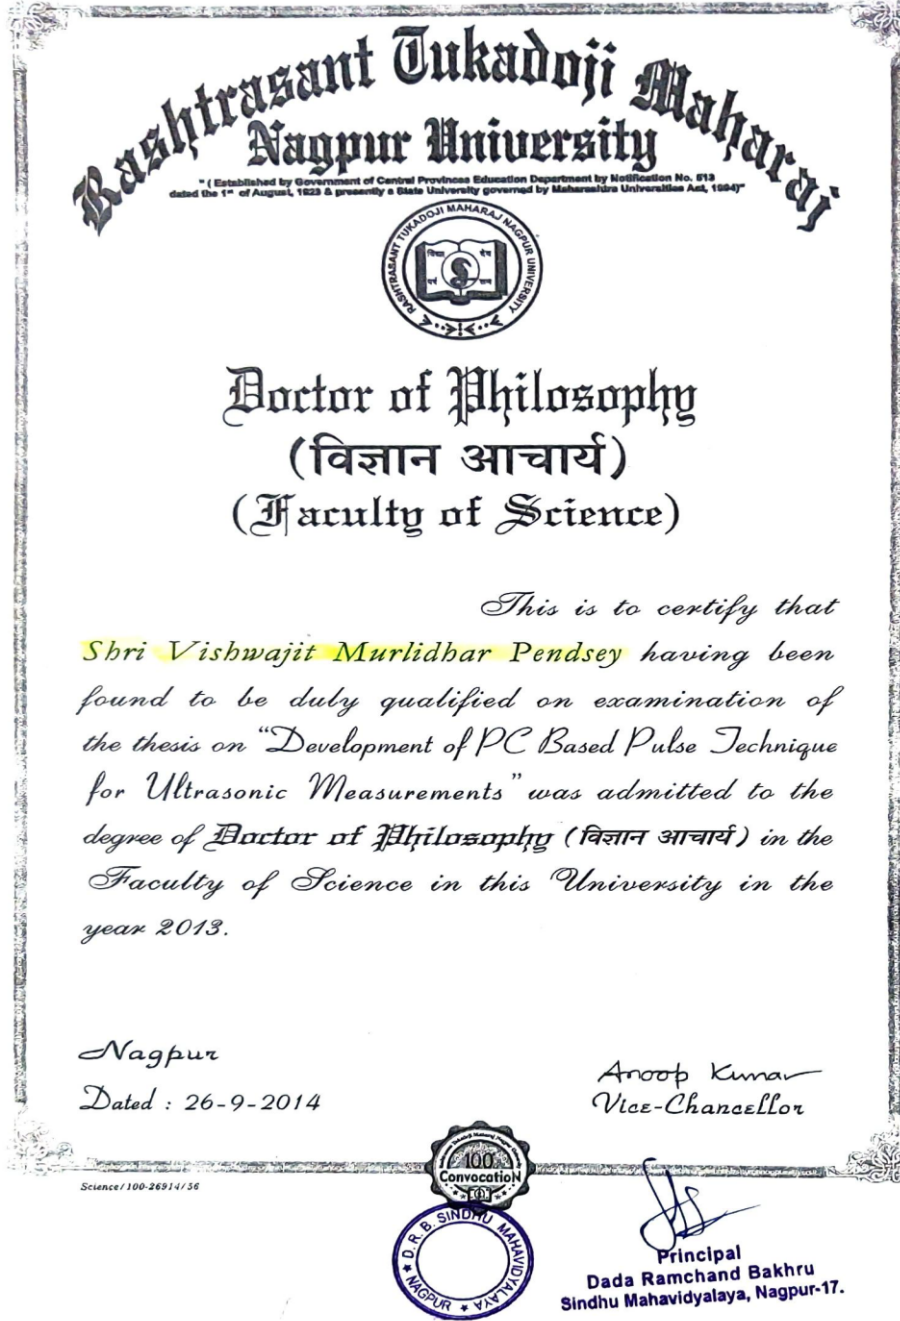 Rashtrasant Tukadoji Maharaj
Nagpur University
"( Established by Government of Central Provinces Education Department by Notification No. 513
dated the 1st of August, 1923 & presently a State University governed by Maharashtra Universities Act, 1994)"
RASHTRASANT TUKADOJI MAHARAJ NAGPUR UNIVERSITY
Doctor of Philosophy
(विज्ञान आचार्य)
(Faculty of Science)
This is to certify that
Shri Vishwajit Murlidhar Pendsey having been
found to be duly qualified on examination of
the thesis on "Development of PC Based Pulse Technique
for Ultrasonic Measurements" was admitted to the
degree of Doctor of Philosophy (विज्ञान आचार्य) in the
Faculty of Science in this University in the
year 2013.
Nagpur
Dated : 26-9-2014
Anoop Kumar
Vice-Chancellor
100
Convocation
Science/100-26914/56
D. R. B. SINDHU MAHAVIDYALAYA
NAGPUR
Principal
Dada Ramchand Bakhru
Sindhu Mahavidyalaya, Nagpur-17.